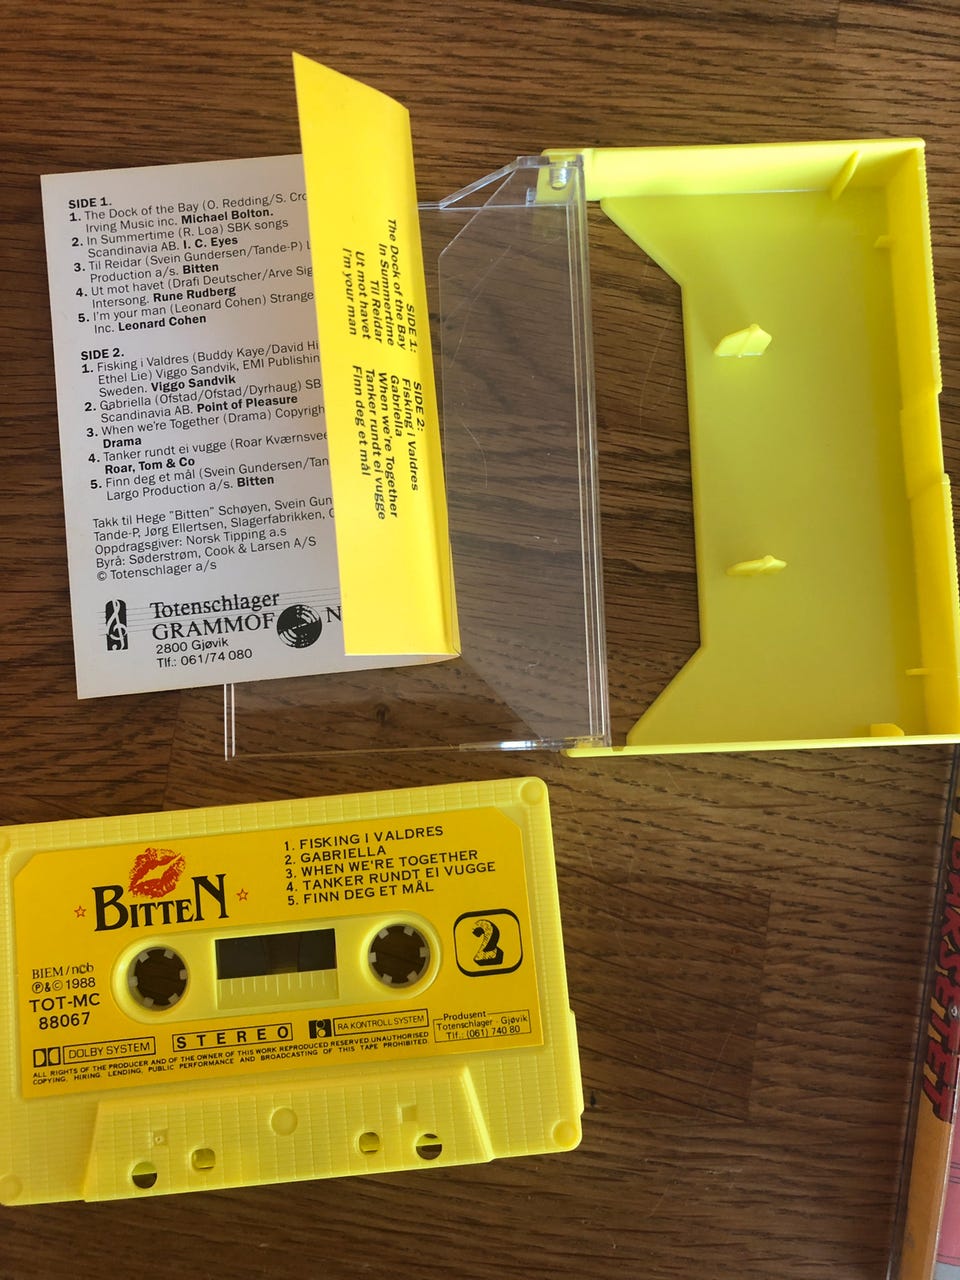 SIDE 1.
1. The Dock of the Bay (O. Redding/S. Cro
Irving Music inc. Michael Bolton.
2. In Summertime (R. Loa) SBK songs
Scandinavia AB. I. C. Eyes
3. Til Reidar (Svein Gundersen/Tande-P) L
Production a/s. Bitten
4. Ut mot havet (Drafi Deutscher/Arve Sig
Intersong. Rune Rudberg
5. I'm your man (Leonard Cohen) Strange
Inc. Leonard Cohen
SIDE 2.
1. Fisking i Valdres (Buddy Kaye/David Hi
Ethel Lie) Viggo Sandvik, EMI Publishin
Sweden. Viggo Sandvik
2. Gabriella (Ofstad/Ofstad/Dyrhaug) SB
Scandinavia AB. Point of Pleasure
3. When we're Together (Drama) Copyrigh
Drama
4. Tanker rundt ei vugge (Roar Kværnsvee
Roar, Tom & Co
5. Finn deg et mål (Svein Gundersen/Tan
Largo Production a/s. Bitten
Takk til Hege "Bitten" Schøyen, Svein Gun
Tande-P, Jørg Ellertsen, Slagerfabrikken,
Oppdragsgiver: Norsk Tipping a.s
Byrå: Søderstrøm, Cook & Larsen A/S
© Totenschlager a/s
Totenschlager
GRAMMOFON
2800 Gjøvik
Tlf.: 061/74 080
SIDE 1:
The Dock of the Bay
In Summertime
Til Reidar
Ut mot havet
I'm your man
SIDE 2:
Fisking i Valdres
Gabriella
When we're Together
Tanker rundt ei vugge
Finn deg et mål
BITTEN
1. FISKING I VALDRES
2. GABRIELLA
3. WHEN WE'RE TOGETHER
4. TANKER RUNDT EI VUGGE
5. FINN DEG ET MÅL
2
BIEM/ncb
℗&© 1988
TOT-MC
88067
DOLBY SYSTEM
STEREO
RA KONTROLL SYSTEM
Produsent
Totenschlager - Gjøvik
Tlf.: (061) 740 80
ALL RIGHTS OF THE PRODUCER AND OF THE OWNER OF THIS WORK REPRODUCED RESERVED.UNAUTHORISED
COPYING, HIRING, LENDING, PUBLIC PERFORMANCE AND BROADCASTING OF THIS TAPE PROHIBITED.